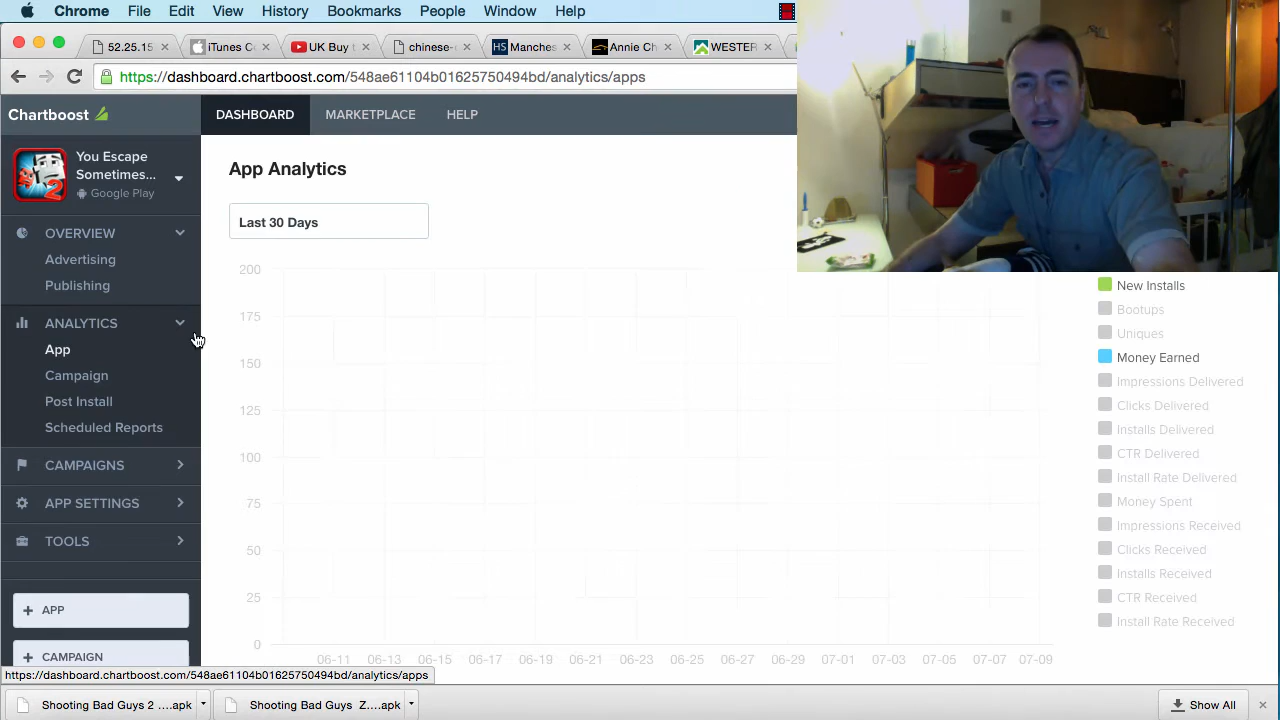 Chrome File Edit View History Bookmarks People Window Help
52.25.15 iTunes C UK Buy t chinese- Manches Annie Ch WESTER
https://dashboard.chartboost.com/548ae61104b01625750494bd/analytics/apps
Chartboost
DASHBOARD MARKETPLACE HELP
You Escape
Sometimes...
Google Play
2
App Analytics
Last 30 Days
OVERVIEW
Advertising
Publishing
ANALYTICS
App
Campaign
Post Install
Scheduled Reports
CAMPAIGNS
APP SETTINGS
TOOLS
+ APP
+ CAMPAIGN
200
175
150
125
100
75
50
25
0
06-11 06-13 06-15 06-17 06-19 06-21 06-23 06-25 06-27 06-29 07-01 07-03 07-05 07-07 07-09
New Installs
Bootups
Uniques
Money Earned
Impressions Delivered
Clicks Delivered
Installs Delivered
CTR Delivered
Install Rate Delivered
Money Spent
Impressions Received
Clicks Received
Installs Received
CTR Received
Install Rate Received
https://dashboard.chartboost.com/548ae61104b01625750494bd/analytics/apps
Shooting Bad Guys 2 ....apk Shooting Bad Guys Z....apk Show All